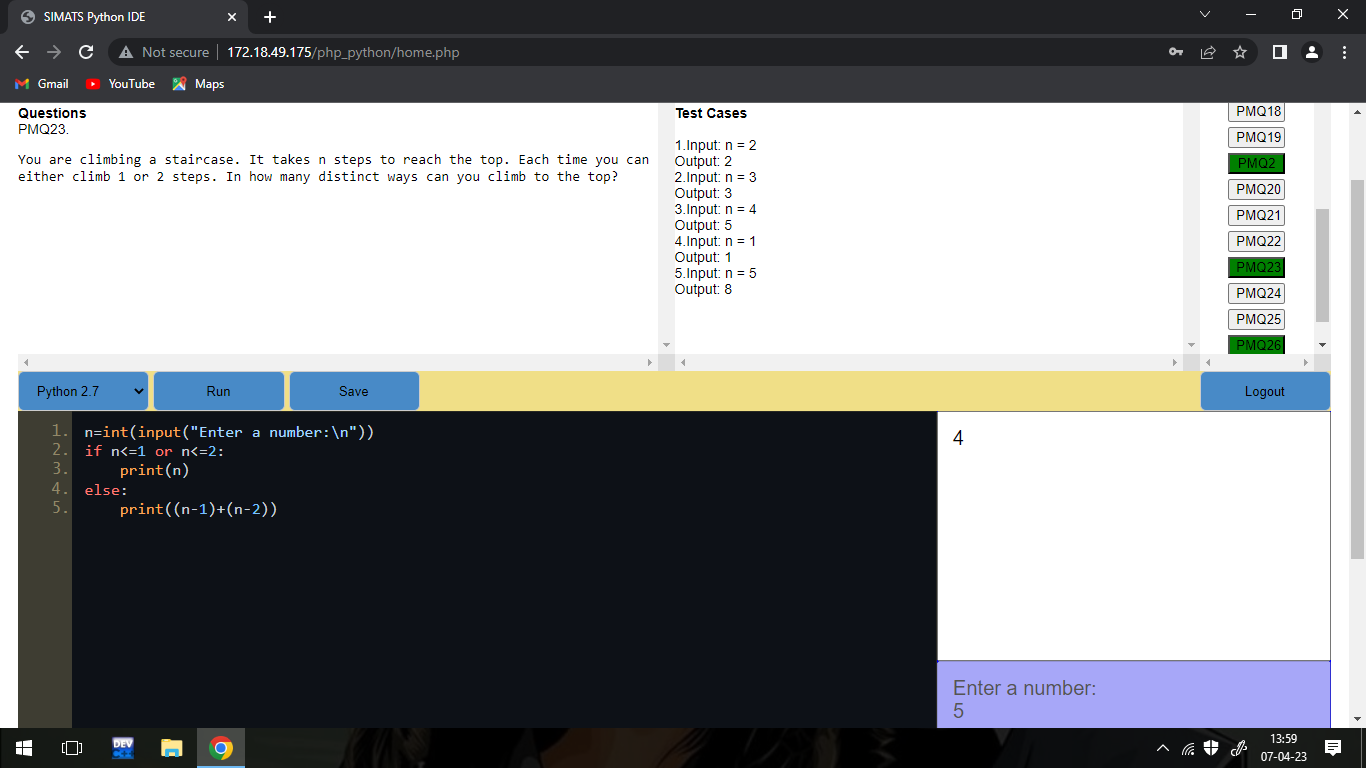 SIMATS Python IDE
Not secure
172.18.49.175/php_python/home.php
Gmail
YouTube
Maps
Questions
PMQ23.
You are climbing a staircase. It takes n steps to reach the top. Each time you can
either climb 1 or 2 steps. In how many distinct ways can you climb to the top?
Test Cases
1.Input: n = 2
Output: 2
2.Input: n = 3
Output: 3
3.Input: n = 4
Output: 5
4.Input: n = 1
Output: 1
5.Input: n = 5
Output: 8
PMQ18
PMQ19
PMQ2
PMQ20
PMQ21
PMQ22
PMQ23
PMQ24
PMQ25
PMQ26
Python 2.7
Run
Save
Logout
1. n=int(input("Enter a number:\n"))
2. if n<=1 or n<=2:
3.     print(n)
4. else:
5.     print((n-1)+(n-2))
4
Enter a number:
5
DEV
C++
13:59
07-04-23